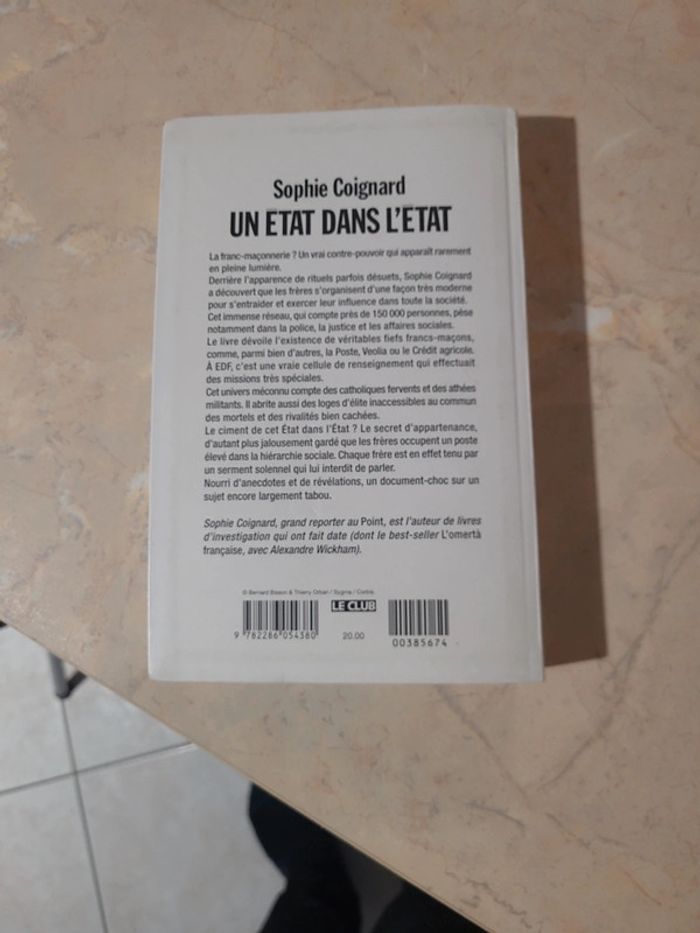 Sophie Coignard
UN ÉTAT DANS L'ÉTAT
La franc-maçonnerie ? Un vrai contre-pouvoir qui apparaît rarement
en pleine lumière.
Derrière l'apparence de rituels parfois désuets, Sophie Coignard
a découvert que les frères s'organisent d'une façon très moderne
pour s'entraider et exercer leur influence dans toute la société.
Cet immense réseau, qui compte près de 150 000 personnes, pèse
notamment dans la police, la justice et les affaires sociales.
Le livre dévoile l'existence de véritables fiefs francs-maçons,
comme, parmi bien d'autres, la Poste, Veolia ou le Crédit agricole.
À EDF, c'est une vraie cellule de renseignement qui effectuait
des missions très spéciales.
Cet univers méconnu compte des catholiques fervents et des athées
militants. Il abrite aussi des loges d'élite inaccessibles au commun
des mortels et des rivalités bien cachées.
Le ciment de cet État dans l'État ? Le secret d'appartenance,
d'autant plus jalousement gardé que les frères occupent un poste
élevé dans la hiérarchie sociale. Chaque frère est en effet tenu par
un serment solennel qui lui interdit de parler.
Nourri d'anecdotes et de révélations, un document-choc sur un
sujet encore largement tabou.
Sophie Coignard, grand reporter au Point, est l'auteur de livres
d'investigation qui ont fait date (dont le best-seller L'omertà
française, avec Alexandre Wickham).
© Bernard Bisson & Thierry Orban / Sygma / Corbis.
LE CLUB
9 782286 054380
20.00
00385674